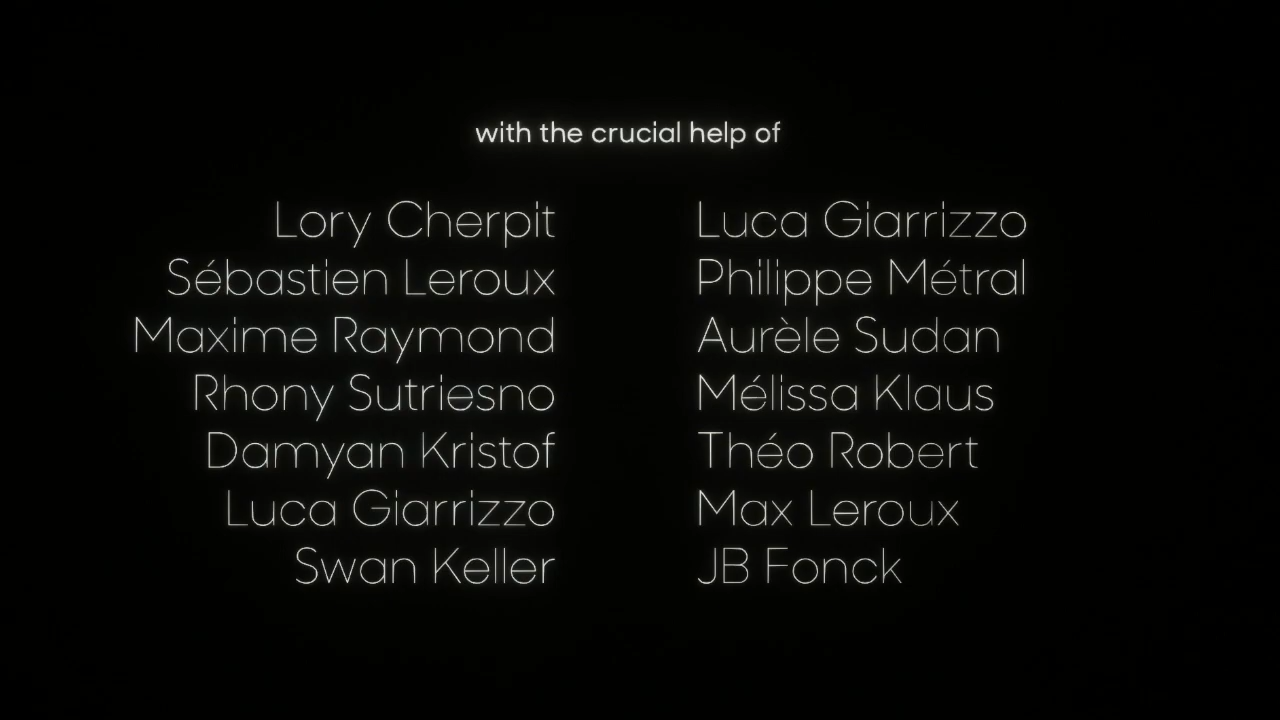 with the crucial help of
Lory Cherpit
Sébastien Leroux
Maxime Raymond
Rhony Sutriesno
Damyan Kristof
Luca Giarrizzo
Swan Keller
Luca Giarrizzo
Philippe Métral
Aurèle Sudan
Mélissa Klaus
Théo Robert
Max Leroux
JB Fonck